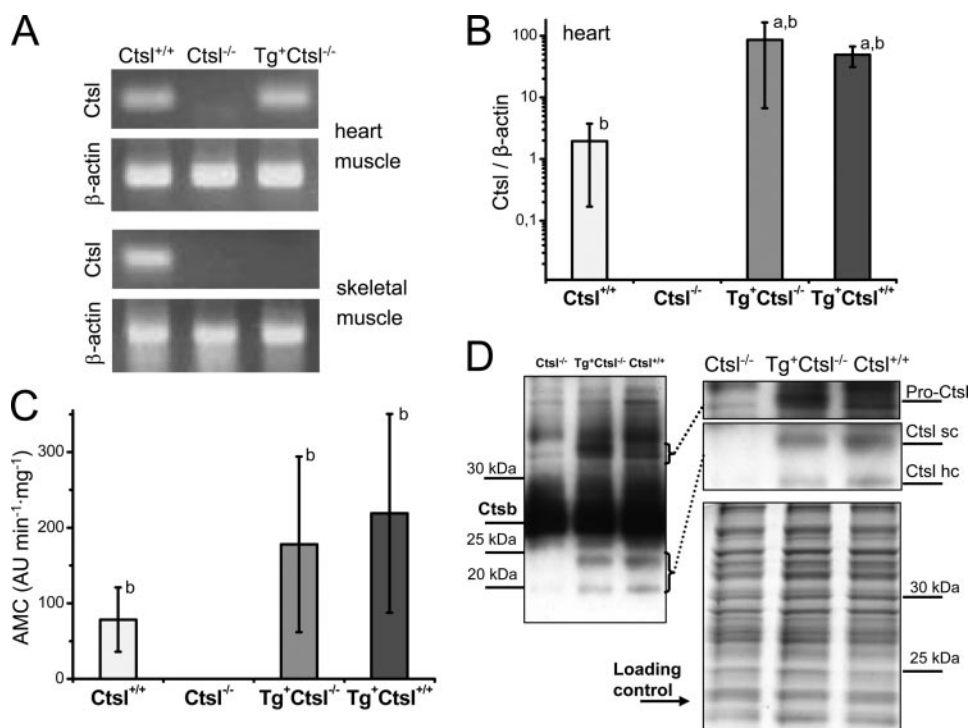 A
Ctsl+/+ Ctsl-/- Tg+Ctsl-/-
Ctsl
β-actin
heart
muscle
Ctsl
β-actin
skeletal
muscle
B
heart
Ctsl / β-actin
100
10
1
0,1
b
a,b
a,b
Ctsl+/+ Ctsl-/- Tg+Ctsl-/- Tg+Ctsl+/+
C
AMC (AU min-1·mg-1)
300
200
100
0
b
b
b
Ctsl+/+ Ctsl-/- Tg+Ctsl-/- Tg+Ctsl+/+
D
Ctsl-/- Tg+Ctsl-/- Ctsl+/+
30 kDa
Ctsb
25 kDa
20 kDa
Ctsl-/- Tg+Ctsl-/- Ctsl+/+
Pro-Ctsl
Ctsl sc
Ctsl hc
30 kDa
25 kDa
Loading
control